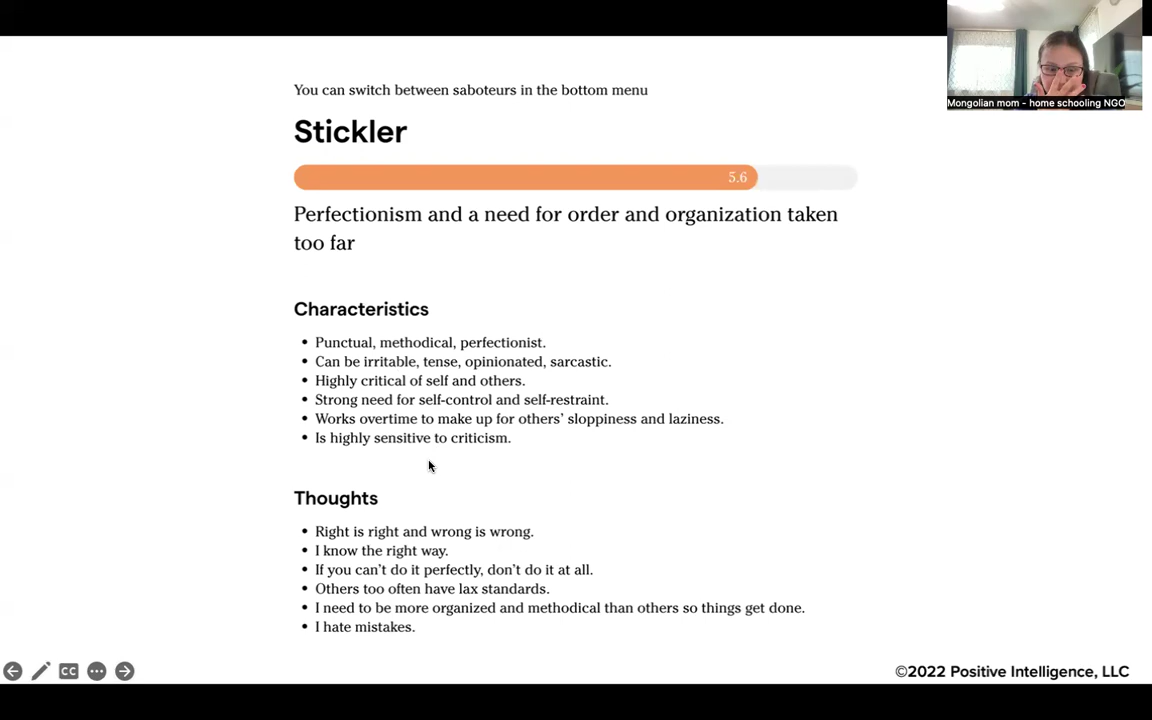 Mongolian mom - home schooling NGO
You can switch between saboteurs in the bottom menu
Stickler
5.6
Perfectionism and a need for order and organization taken
too far
Characteristics
• Punctual, methodical, perfectionist.
• Can be irritable, tense, opinionated, sarcastic.
• Highly critical of self and others.
• Strong need for self-control and self-restraint.
• Works overtime to make up for others’ sloppiness and laziness.
• Is highly sensitive to criticism.
Thoughts
• Right is right and wrong is wrong.
• I know the right way.
• If you can’t do it perfectly, don’t do it at all.
• Others too often have lax standards.
• I need to be more organized and methodical than others so things get done.
• I hate mistakes.
CC
©2022 Positive Intelligence, LLC